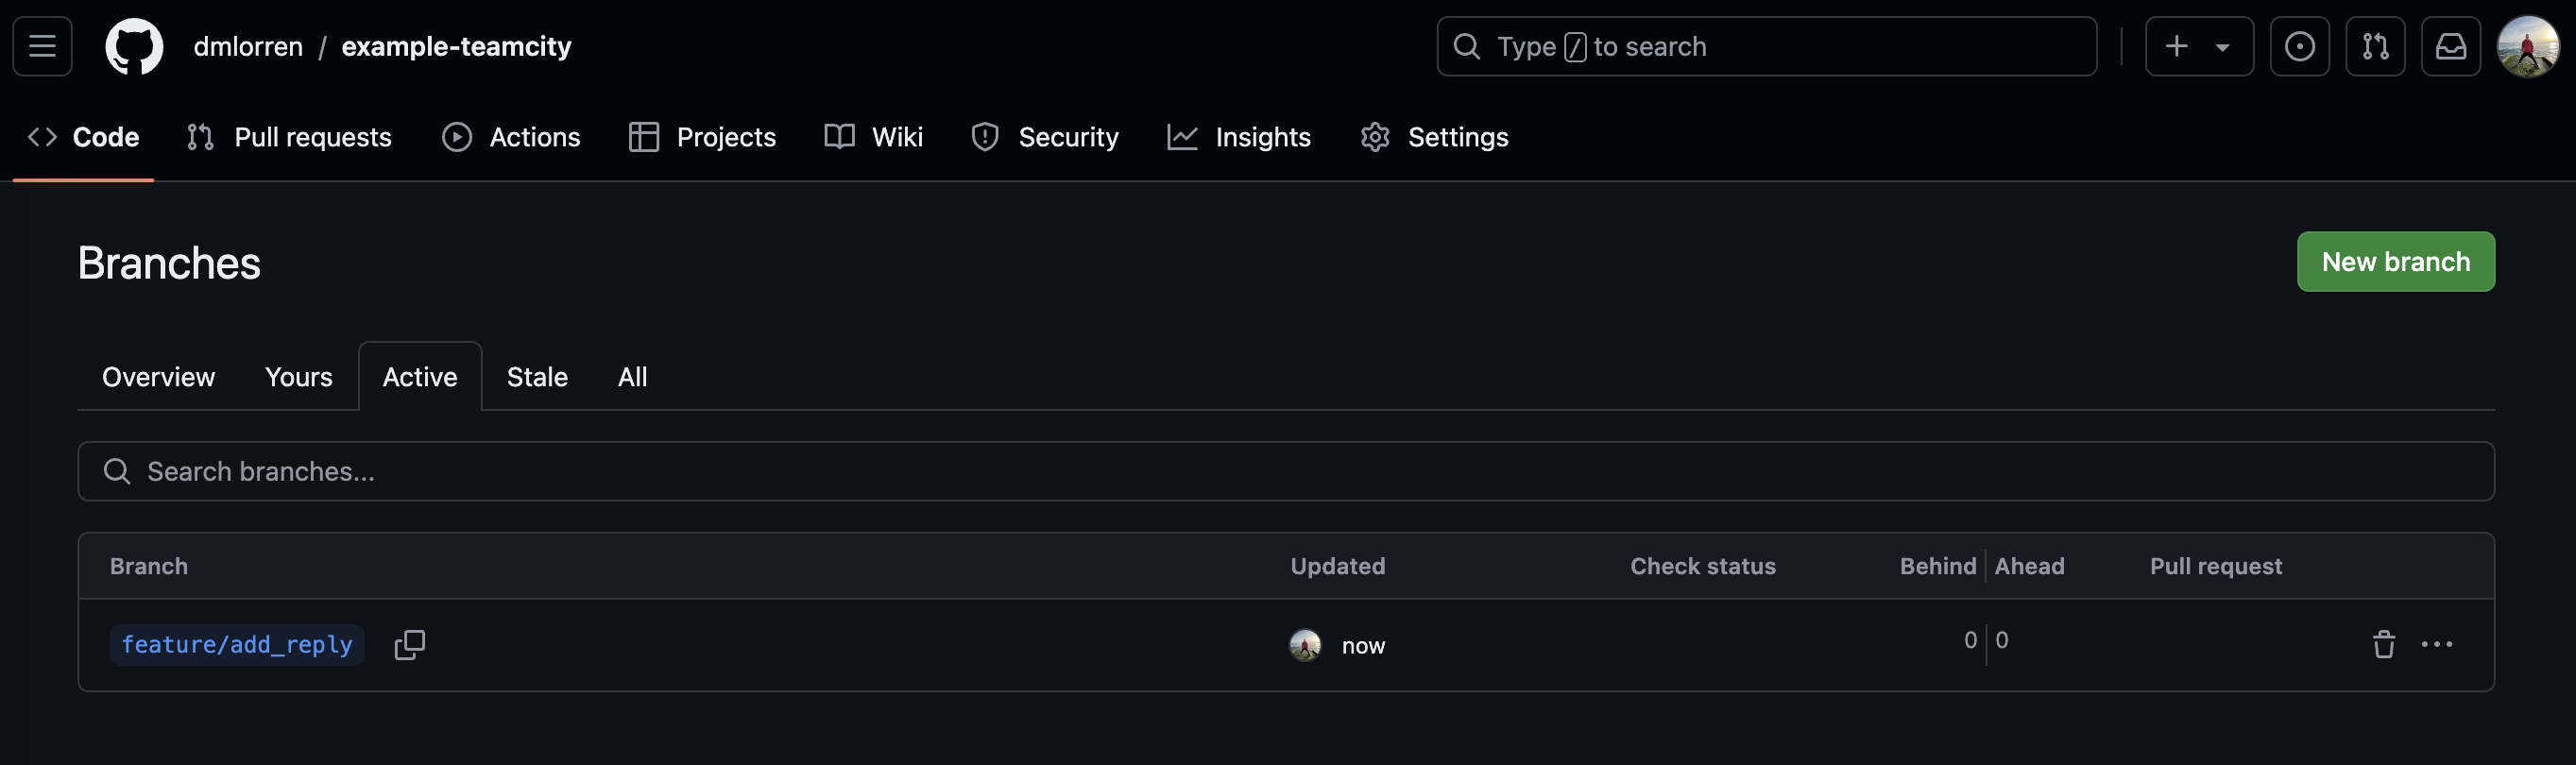 dmlorren / example-teamcity
Type / to search
Code Pull requests Actions Projects Wiki Security Insights Settings
Branches
New branch
Overview Yours Active Stale All
Search branches...
Branch Updated Check status Behind Ahead Pull request
feature/add_reply now 0 0